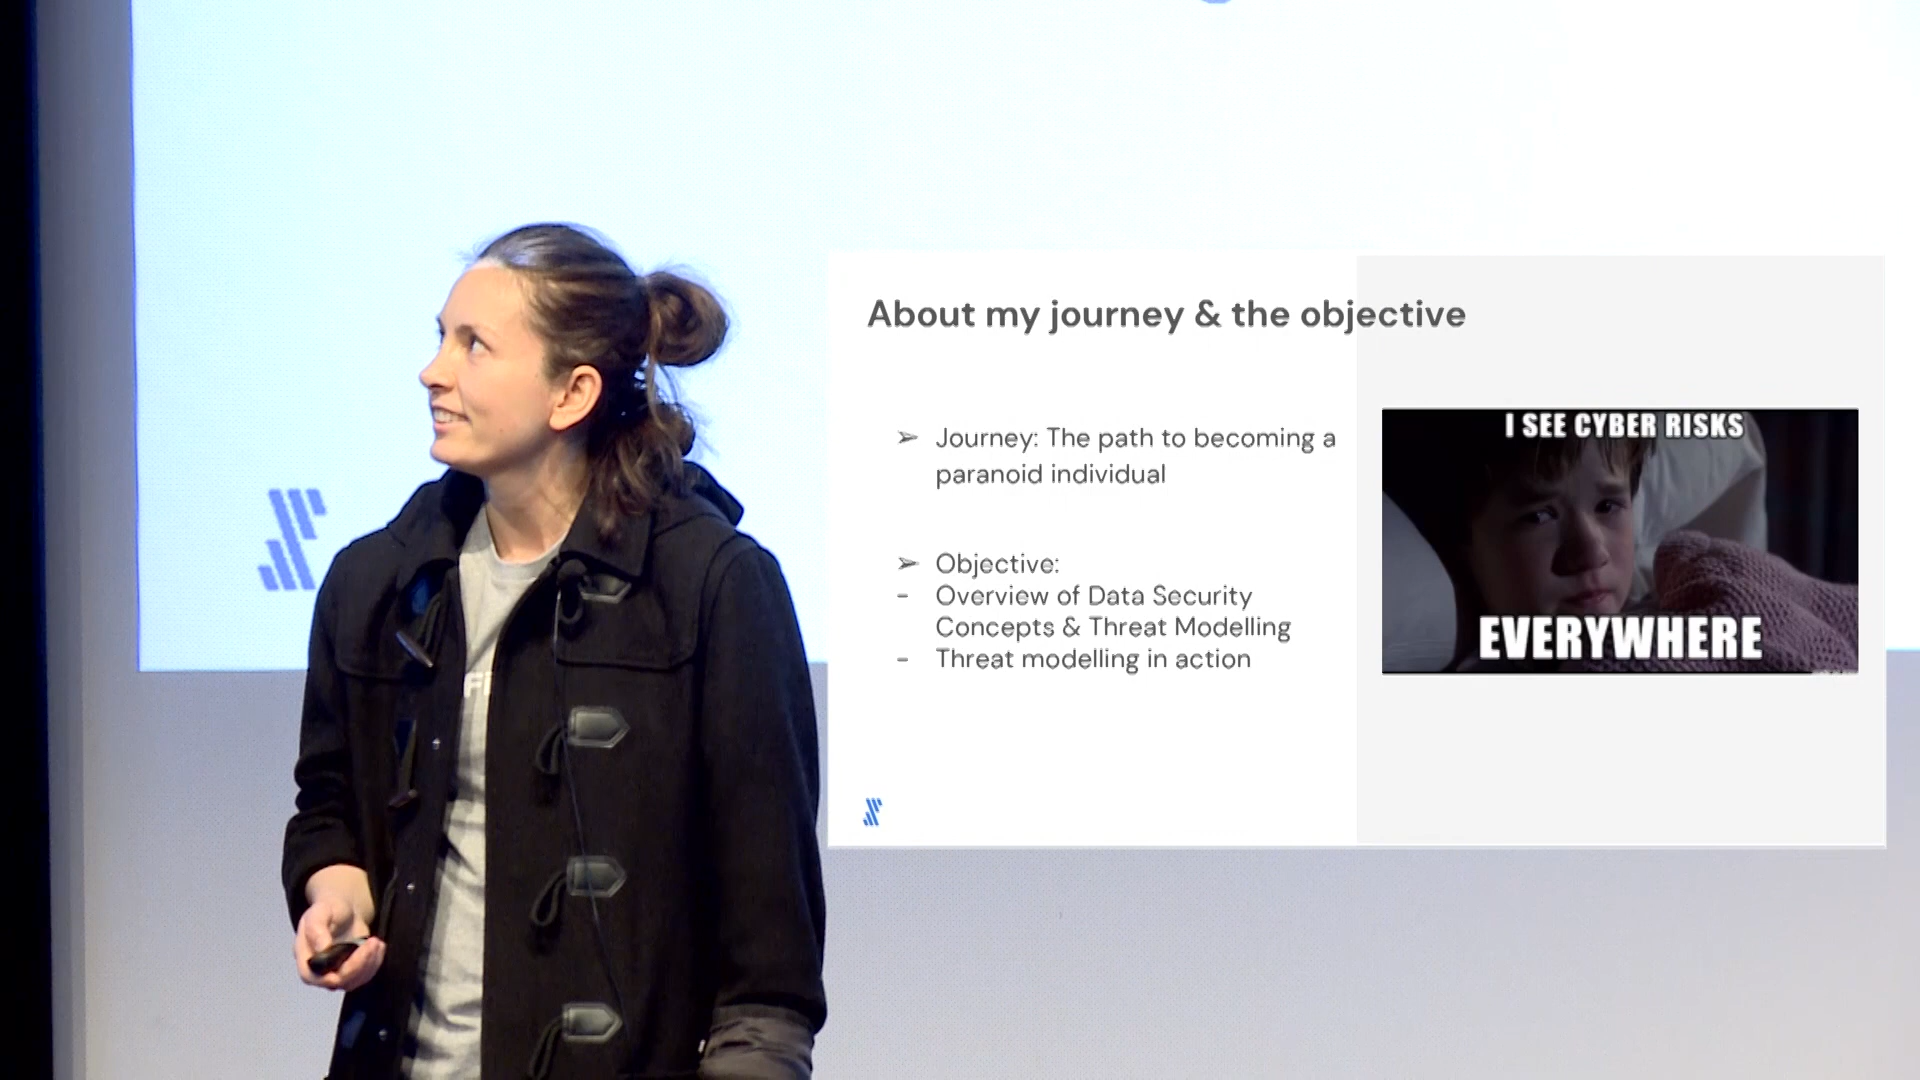 About my journey & the objective
➢ Journey: The path to becoming a
paranoid individual
➢ Objective:
- Overview of Data Security
Concepts & Threat Modelling
- Threat modelling in action
I SEE CYBER RISKS
EVERYWHERE